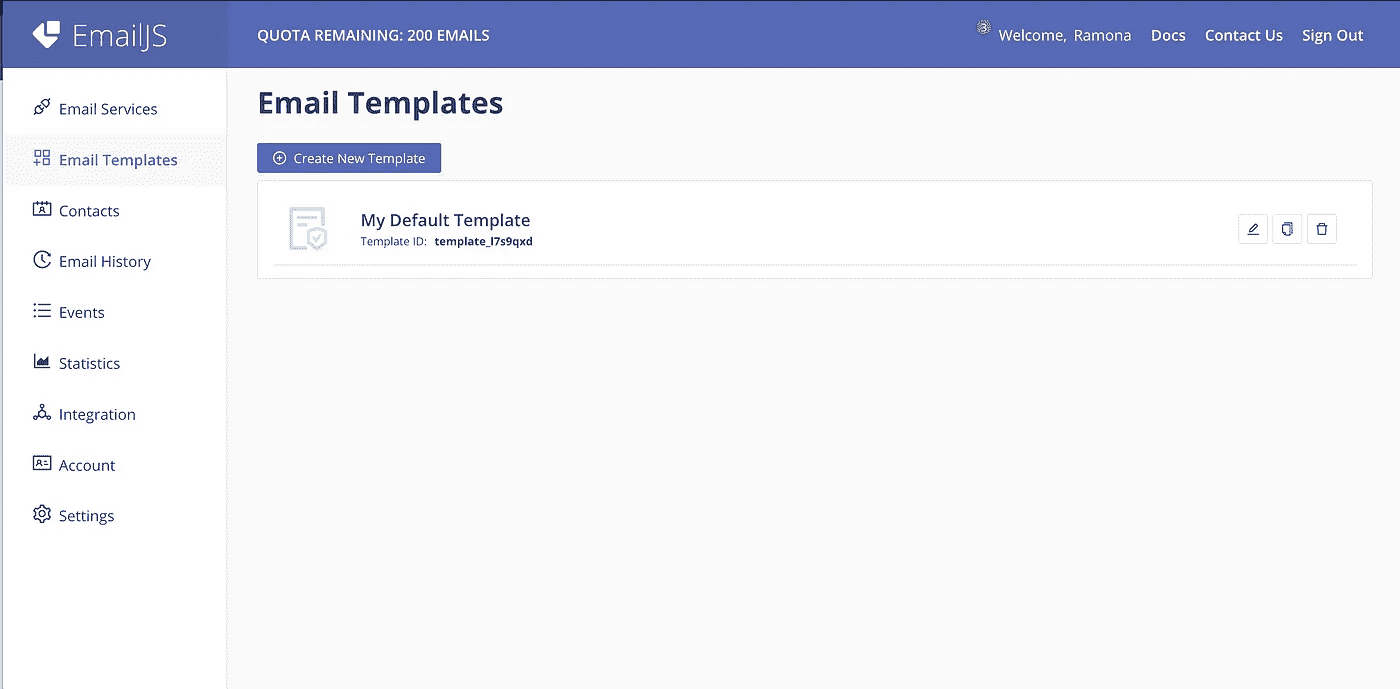 EmailJS
QUOTA REMAINING: 200 EMAILS
Welcome, Ramona
Docs
Contact Us
Sign Out
Email Services
Email Templates
Contacts
Email History
Events
Statistics
Integration
Account
Settings
Email Templates
Create New Template
My Default Template
Template ID: template_l7s9qxd